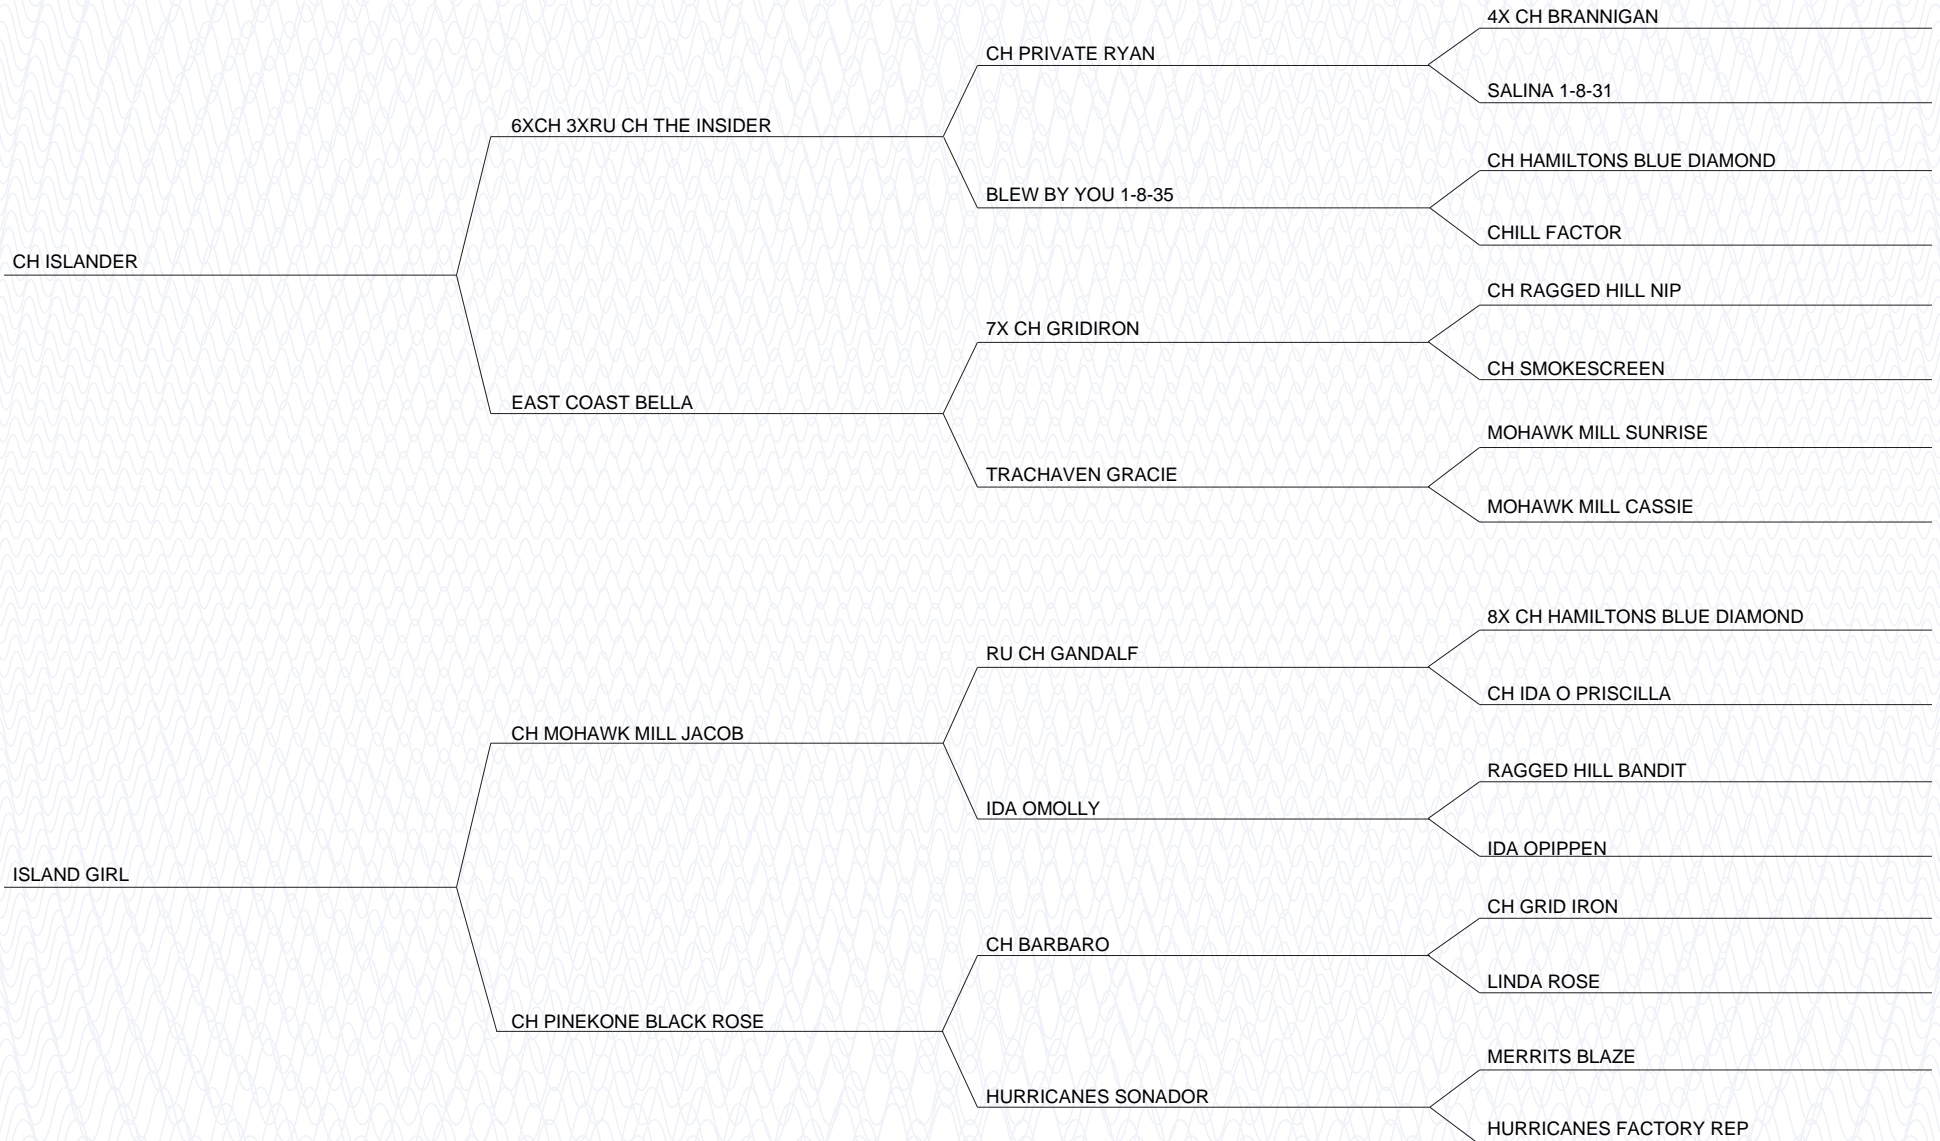 4X CH BRANNIGAN
CH PRIVATE RYAN
SALINA 1-8-31
6XCH 3XRU CH THE INSIDER
CH HAMILTONS BLUE DIAMOND
BLEW BY YOU 1-8-35
CHILL FACTOR
CH ISLANDER
CH RAGGED HILL NIP
7X CH GRIDIRON
CH SMOKESCREEN
EAST COAST BELLA
MOHAWK MILL SUNRISE
TRACHAVEN GRACIE
MOHAWK MILL CASSIE
8X CH HAMILTONS BLUE DIAMOND
RU CH GANDALF
CH IDA O PRISCILLA
CH MOHAWK MILL JACOB
RAGGED HILL BANDIT
IDA OMOLLY
IDA OPIPPEN
ISLAND GIRL
CH GRID IRON
CH BARBARO
LINDA ROSE
CH PINEKONE BLACK ROSE
MERRITS BLAZE
HURRICANES SONADOR
HURRICANES FACTORY REP